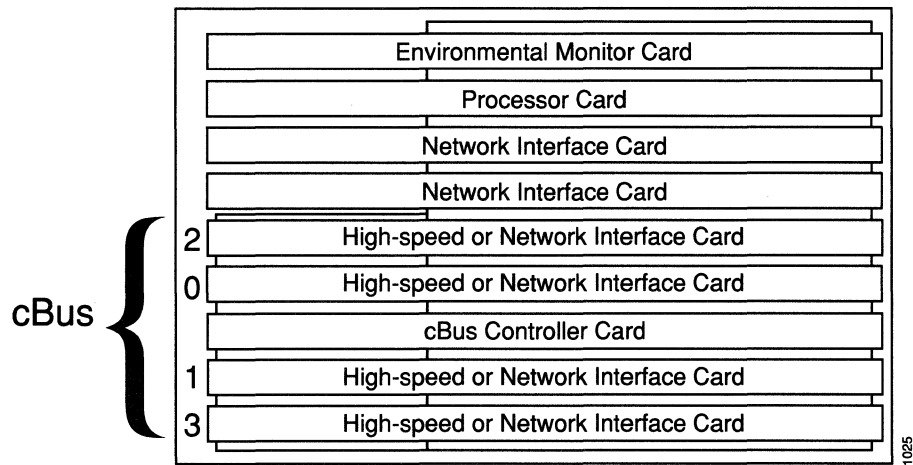 Environmental Monitor Card
Processor Card
Network Interface Card
Network Interface Card
2 High-speed or Network Interface Card
0 High-speed or Network Interface Card
cBus
cBus Controller Card
1 High-speed or Network Interface Card
3 High-speed or Network Interface Card
1025